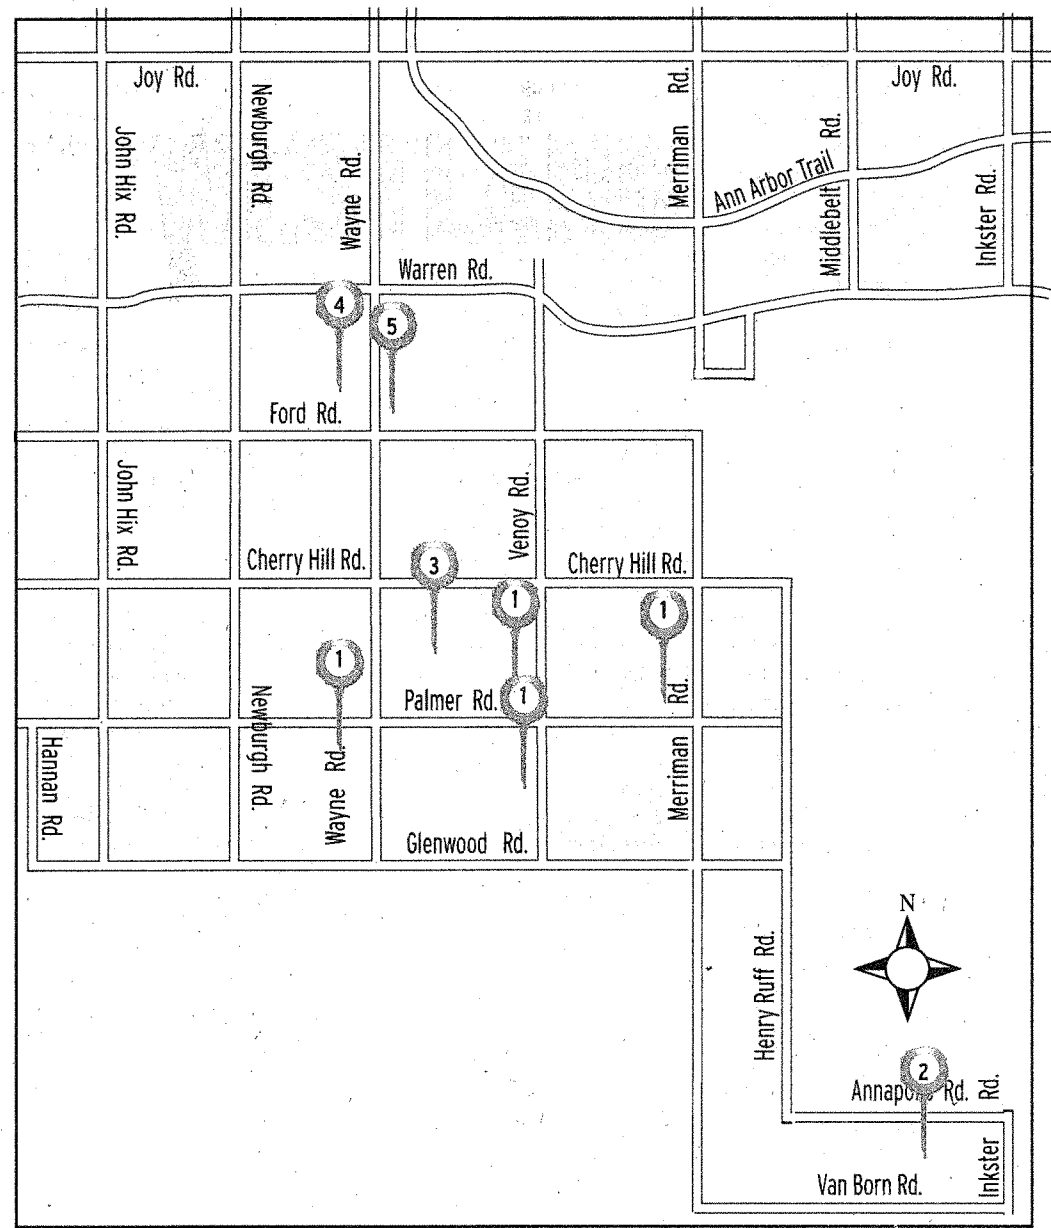 Joy Rd.
Joy Rd.
John Hix Rd.
Newburgh Rd.
Wayne Rd.
Merriman Rd.
Ann Arbor Trail
Middlebelt Rd.
Inkster Rd.
Warren Rd.
4
5
Ford Rd.
John Hix Rd.
Venoy Rd.
Cherry Hill Rd.
3
Cherry Hill Rd.
1
1
1
Newburgh Rd.
Palmer Rd.
1
Merriman Rd.
Hannan Rd.
Wayne Rd.
Glenwood Rd.
N
Henry Ruff Rd.
2
Rd.
Inkster Rd.
Van Born Rd.